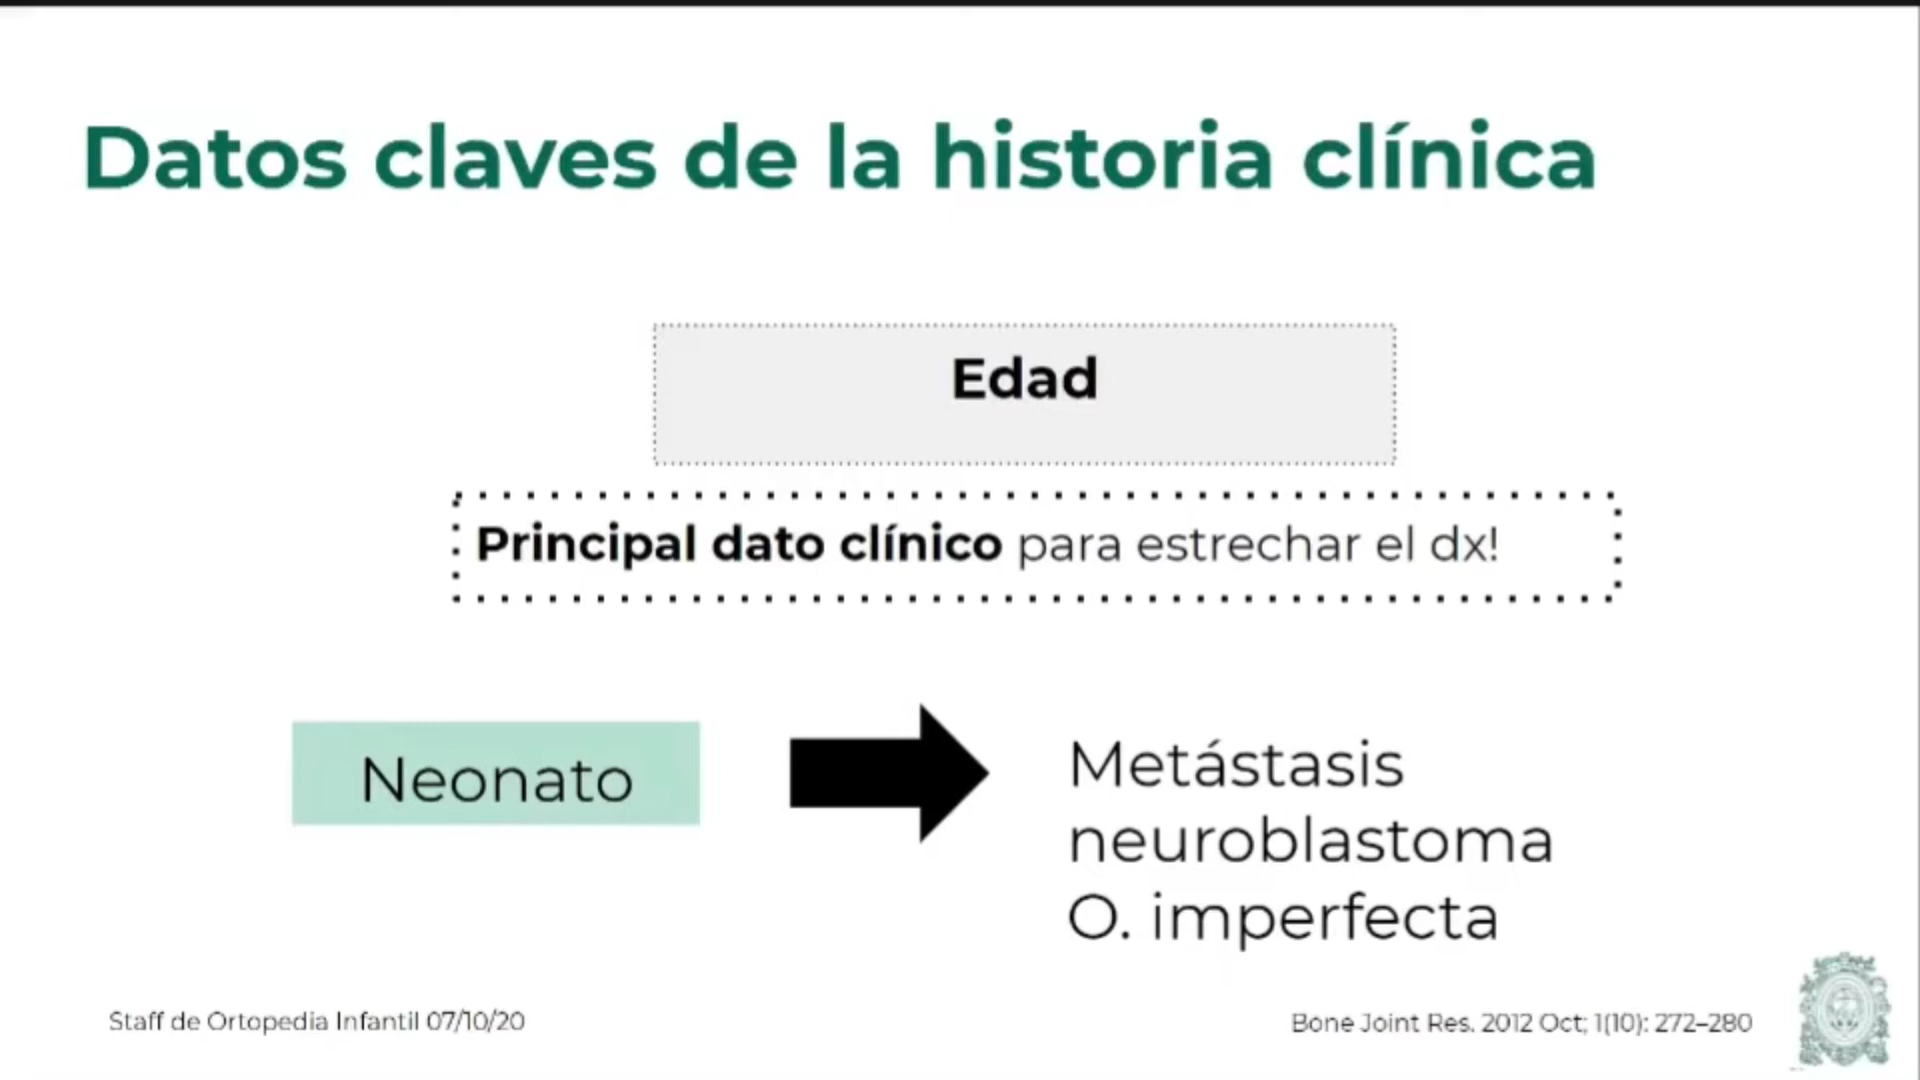 Datos claves de la historia clínica
Edad
Principal dato clínico para estrechar el dx!
Neonato
Metástasis
neuroblastoma
O. imperfecta
Staff de Ortopedia Infantil 07/10/20
Bone Joint Res. 2012 Oct; 1(10): 272–280